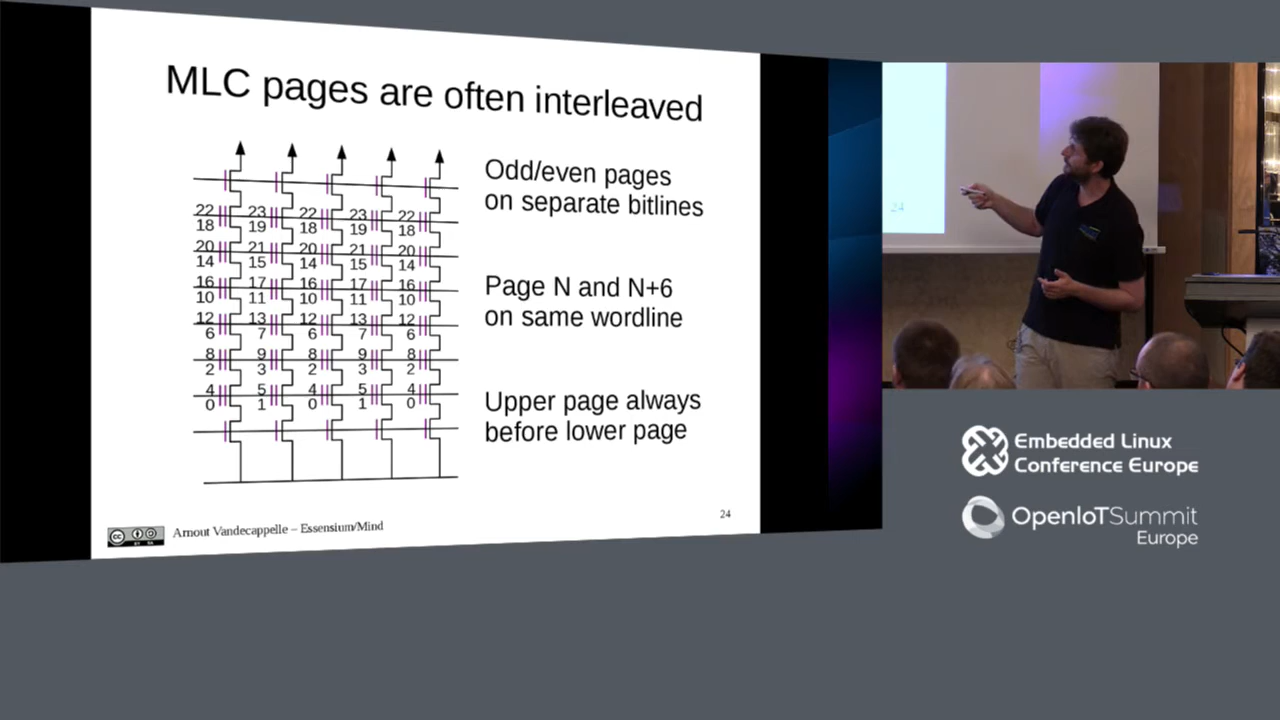 MLC pages are often interleaved
Odd/even pages
on separate bitlines
22 23 22 23 22
18 19 18 19 18
20 21 20 21 20
14 15 14 15 14
16 17 16 17 16
10 11 10 11 10
Page N and N+6
on same wordline
12 13 12 13 12
6 7 6 7 6
8 9 8 9 8
2 3 2 3 2
4 5 4 5 4
0 1 0 1 0
Upper page always
before lower page
cc
BY SA
Arnout Vandecappelle – Essensium/Mind
24
24
Embedded Linux
Conference Europe
OpenIoTSummit
Europe